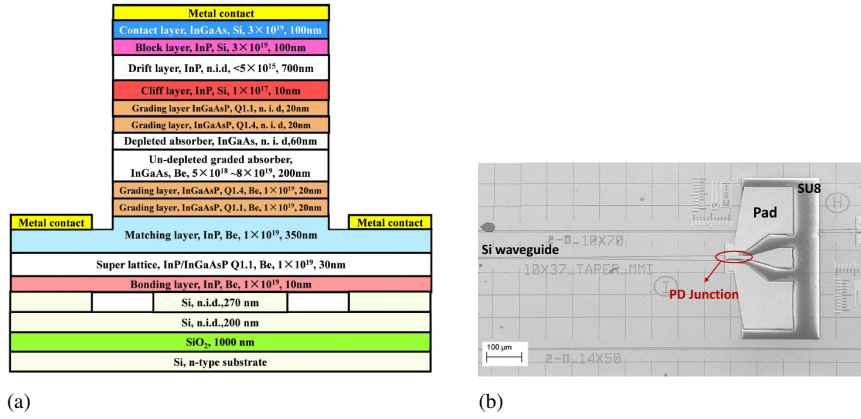 Metal contact
Contact layer, InGaAs, Si, 3×10¹⁹, 100nm
Block layer, InP, Si, 3×10¹⁹, 100nm
Drift layer, InP, n.i.d, <5×10¹⁵, 700nm
Cliff layer, InP, Si, 1×10¹⁷, 10nm
Grading layer InGaAsP, Q1.1, n. i. d, 20nm
Grading layer, InGaAsP, Q1.4, n. i. d, 20nm
Depleted absorber, InGaAs, n. i. d,60nm
Un-depleted graded absorber,
InGaAs, Be, 5×10¹⁸ ~8×10¹⁹, 200nm
Grading layer, InGaAsP, Q1.4, Be, 1×10¹⁹, 20nm
Grading layer, InGaAsP, Q1.1, Be, 1×10¹⁹, 20nm
Metal contact
Metal contact
Matching layer, InP, Be, 1×10¹⁹, 350nm
Super lattice, InP/InGaAsP Q1.1, Be, 1×10¹⁹, 30nm
Bonding layer, InP, Be, 1×10¹⁹, 10nm
Si, n.i.d.,270 nm
Si, n.i.d.,200 nm
SiO₂, 1000 nm
Si, n-type substrate
(a)
SU8
Pad
H
2-0_10X70
Si waveguide
10X37_TAPER_MMI
I
PD Junction
100 µm
2-0_14X50
(b)